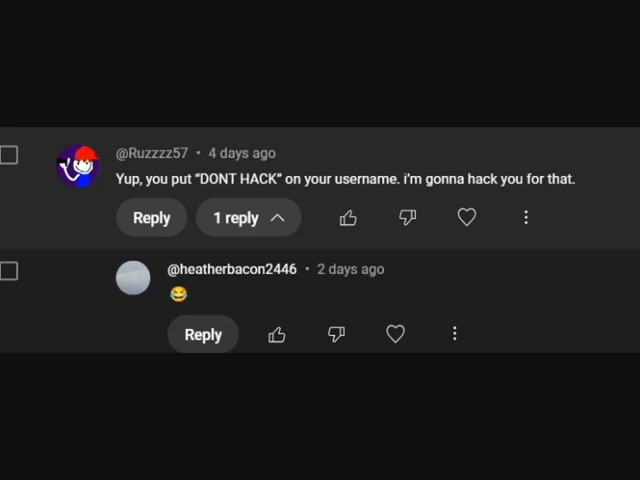 @Ruzzzz57 • 4 days ago
Yup, you put “DONT HACK” on your username. i’m gonna hack you for that.
Reply 1 reply
@heatherbacon2446 • 2 days ago
😂
Reply